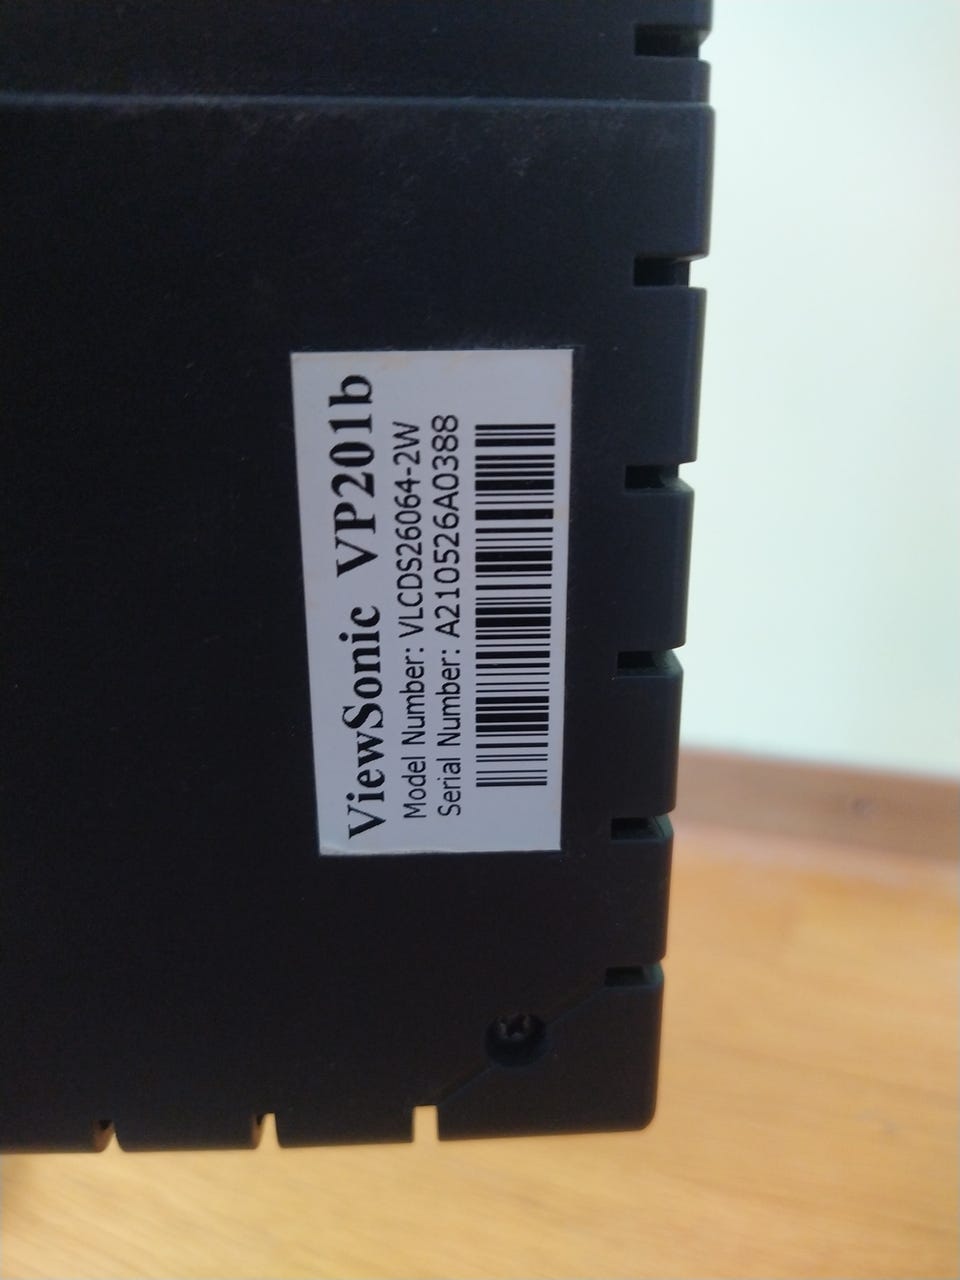 ViewSonic VP201b
Model Number: VLCDS26064-2W
Serial Number: A210526A0388